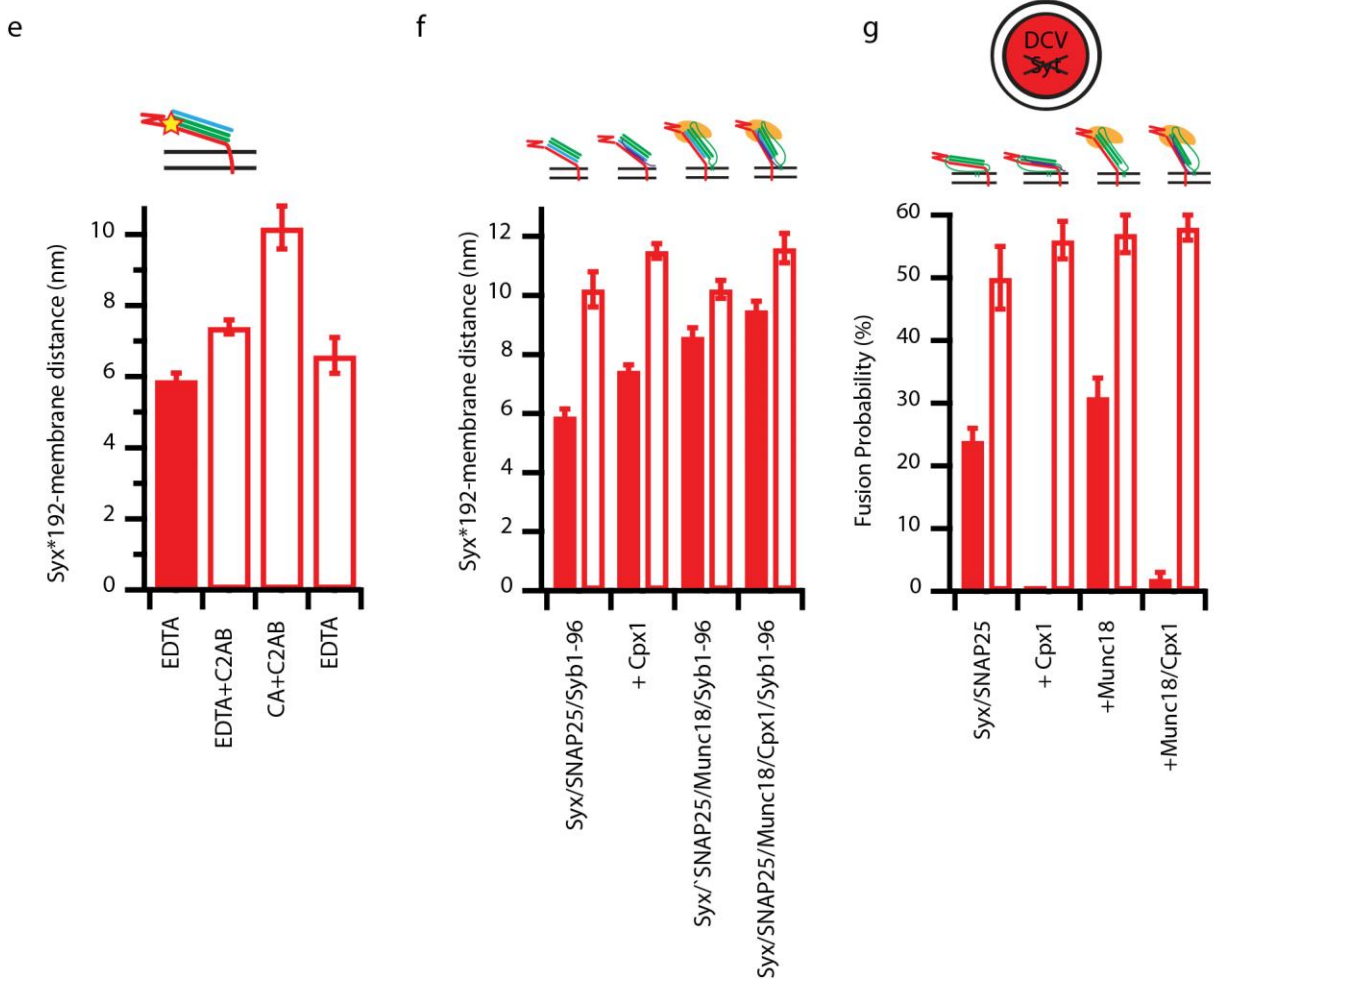 e
f
g
DCV
Syt
Syx*192-membrane distance (nm)
10
8
6
4
2
0
EDTA
EDTA+C2AB
CA+C2AB
EDTA
Syx*192-membrane distance (nm)
12
10
8
6
4
2
0
Syx/SNAP25/Syb1-96
+ Cpx1
Syx/`SNAP25/Munc18/Syb1-96
Syx/SNAP25/Munc18/Cpx1/Syb1-96
Fusion Probability (%)
60
50
40
30
20
10
0
Syx/SNAP25
+ Cpx1
+Munc18
+Munc18/Cpx1